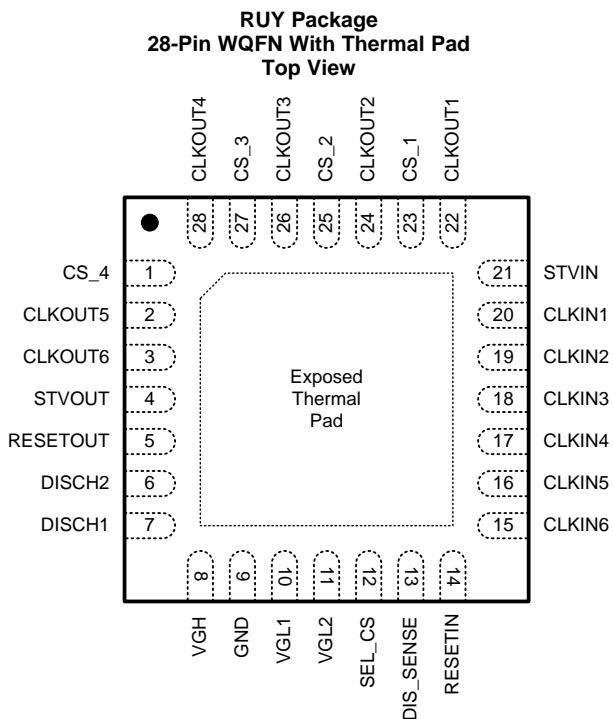 RUY Package
28-Pin WQFN With Thermal Pad
Top View
CLKOUT4
CS_3
CLKOUT3
CS_2
CLKOUT2
CS_1
CLKOUT1
28
27
26
25
24
23
22
CS_4 1
CLKOUT5 2
CLKOUT6 3
STVOUT 4
RESETOUT 5
DISCH2 6
DISCH1 7
Exposed
Thermal
Pad
21 STVIN
20 CLKIN1
19 CLKIN2
18 CLKIN3
17 CLKIN4
16 CLKIN5
15 CLKIN6
8
9
10
11
12
13
14
VGH
GND
VGL1
VGL2
SEL_CS
DIS_SENSE
RESETIN